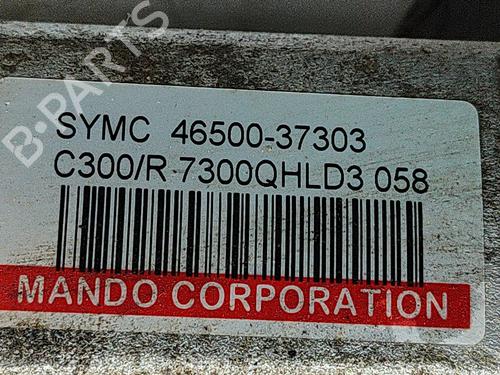 B-PARTS
SYMC 46500-37303
C300/R 7300QHLD3 058
MANDO CORPORATION